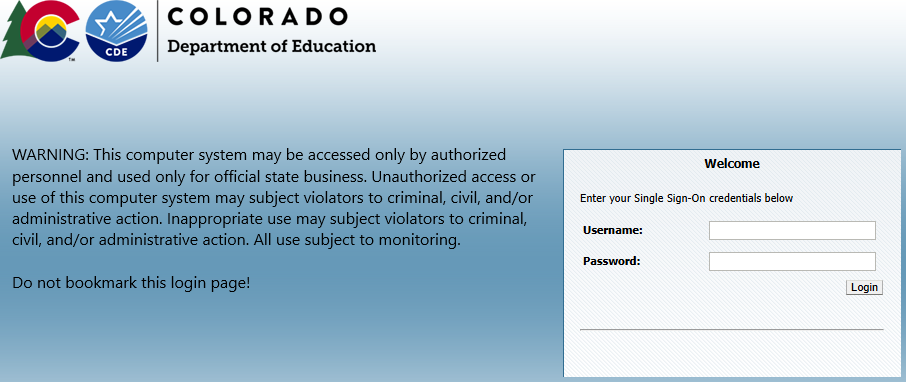 COLORADO
CDE
TM
Department of Education
WARNING: This computer system may be accessed only by authorized
personnel and used only for official state business. Unauthorized access or
use of this computer system may subject violators to criminal, civil, and/or
administrative action. Inappropriate use may subject violators to criminal,
civil, and/or administrative action. All use subject to monitoring.
Do not bookmark this login page!
Welcome
Enter your Single Sign-On credentials below
Username:
Password:
Login